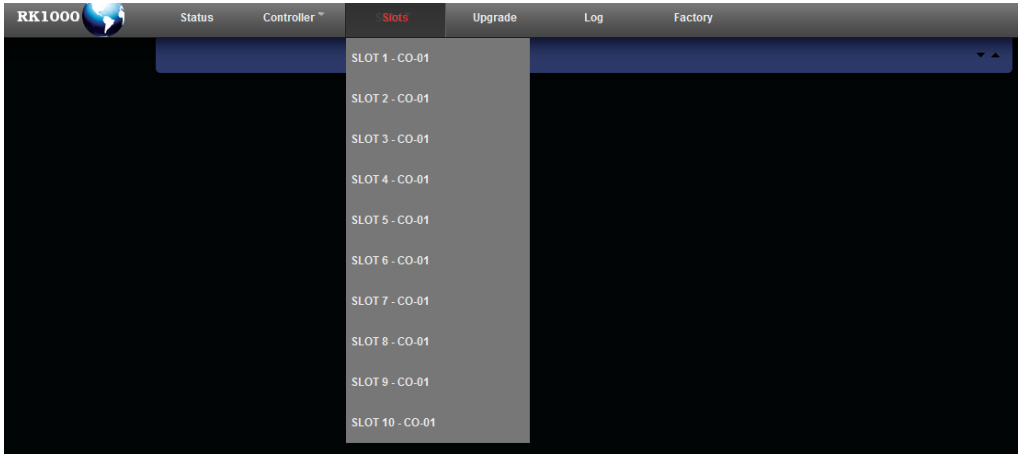 RK1000 Status Controller Slots Upgrade Log Factory
SLOT 1 - CO-01
SLOT 2 - CO-01
SLOT 3 - CO-01
SLOT 4 - CO-01
SLOT 5 - CO-01
SLOT 6 - CO-01
SLOT 7 - CO-01
SLOT 8 - CO-01
SLOT 9 - CO-01
SLOT 10 - CO-01